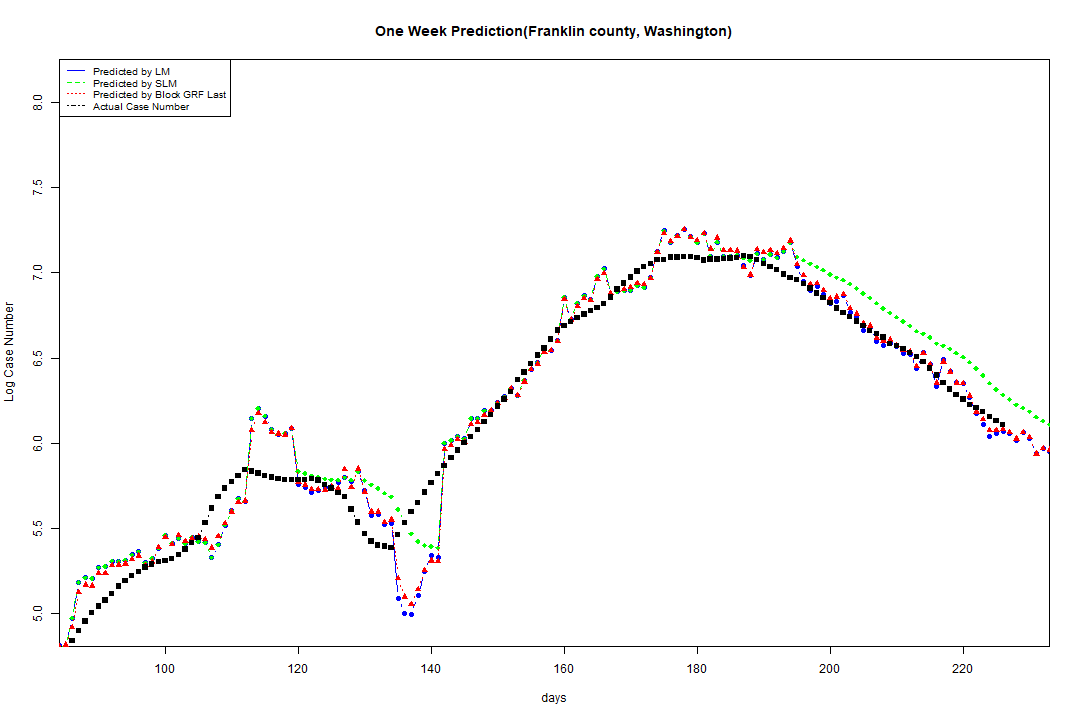 One Week Prediction(Franklin county, Washington)
Predicted by LM
Predicted by SLM
Predicted by Block GRF Last
Actual Case Number
8.0
7.5
7.0
6.5
6.0
5.5
5.0
Log Case Number
100 120 140 160 180 200 220
days